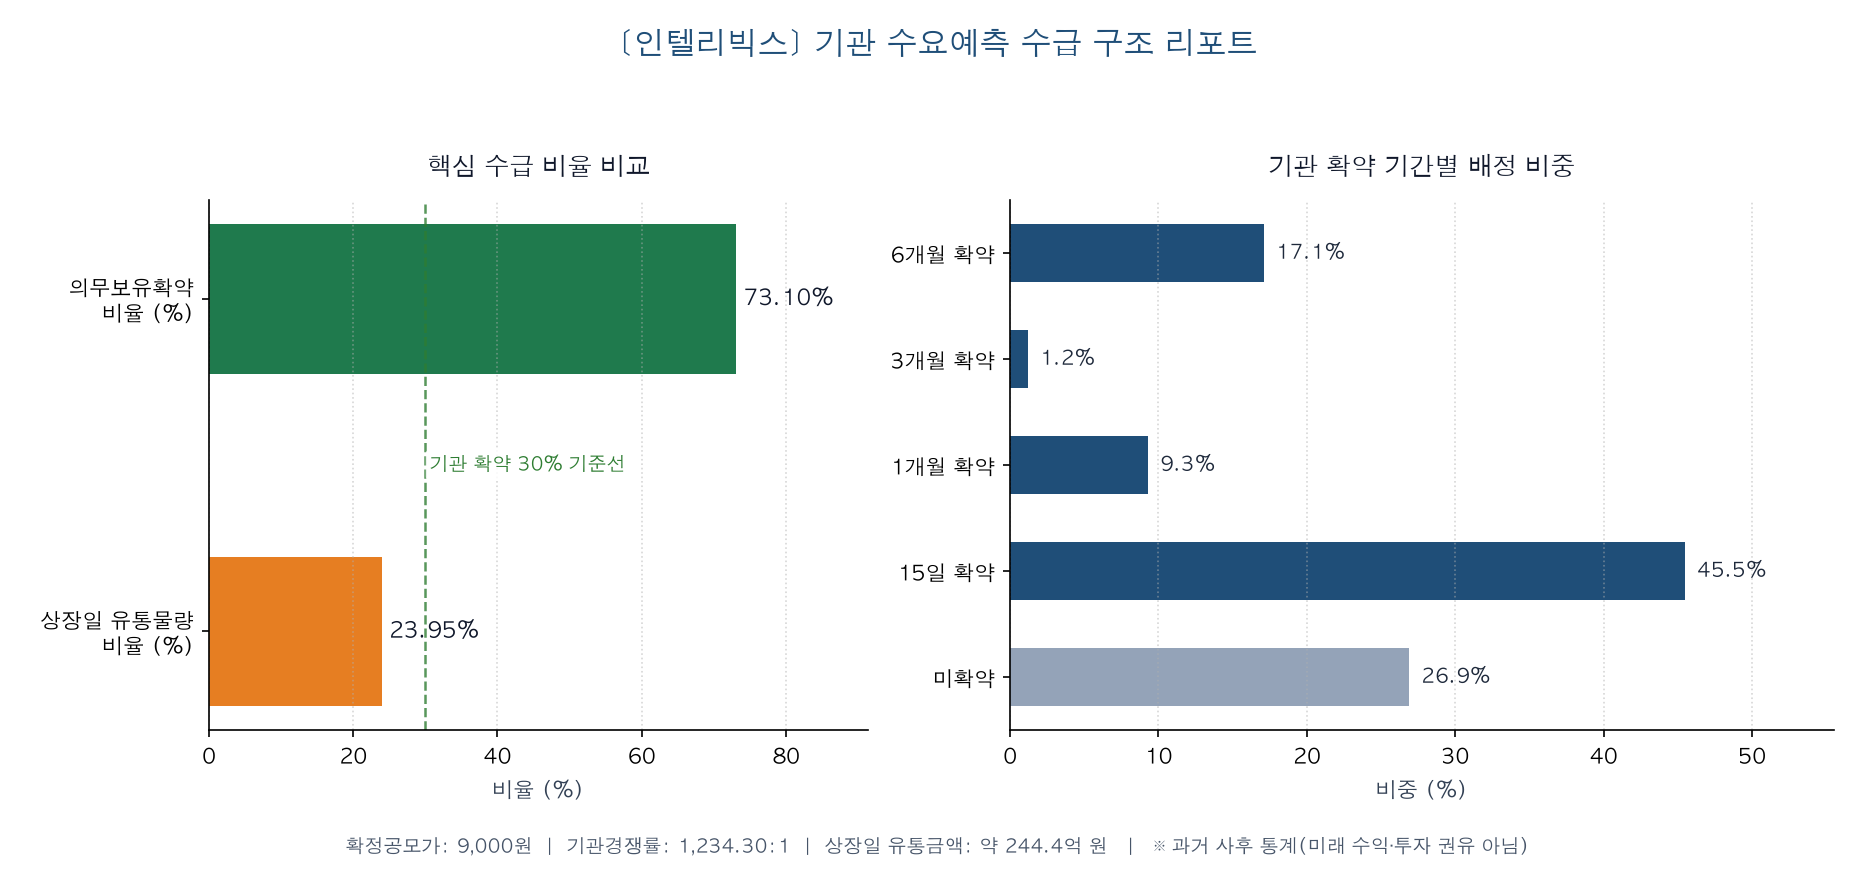 〔인텔리빅스〕 기관 수요예측 수급 구조 리포트
핵심 수급 비율 비교
의무보유확약
비율 (%)
73.10%
기관 확약 30% 기준선
상장일 유통물량
비율 (%)
23.95%
0 20 40 60 80
비율 (%)
기관 확약 기간별 배정 비중
6개월 확약 17.1%
3개월 확약 1.2%
1개월 확약 9.3%
15일 확약 45.5%
미확약 26.9%
0 10 20 30 40 50
비중 (%)
확정공모가: 9,000원 | 기관경쟁률: 1,234.30:1 | 상장일 유통금액: 약 244.4억 원 | ※ 과거 사후 통계(미래 수익·투자 권유 아님)